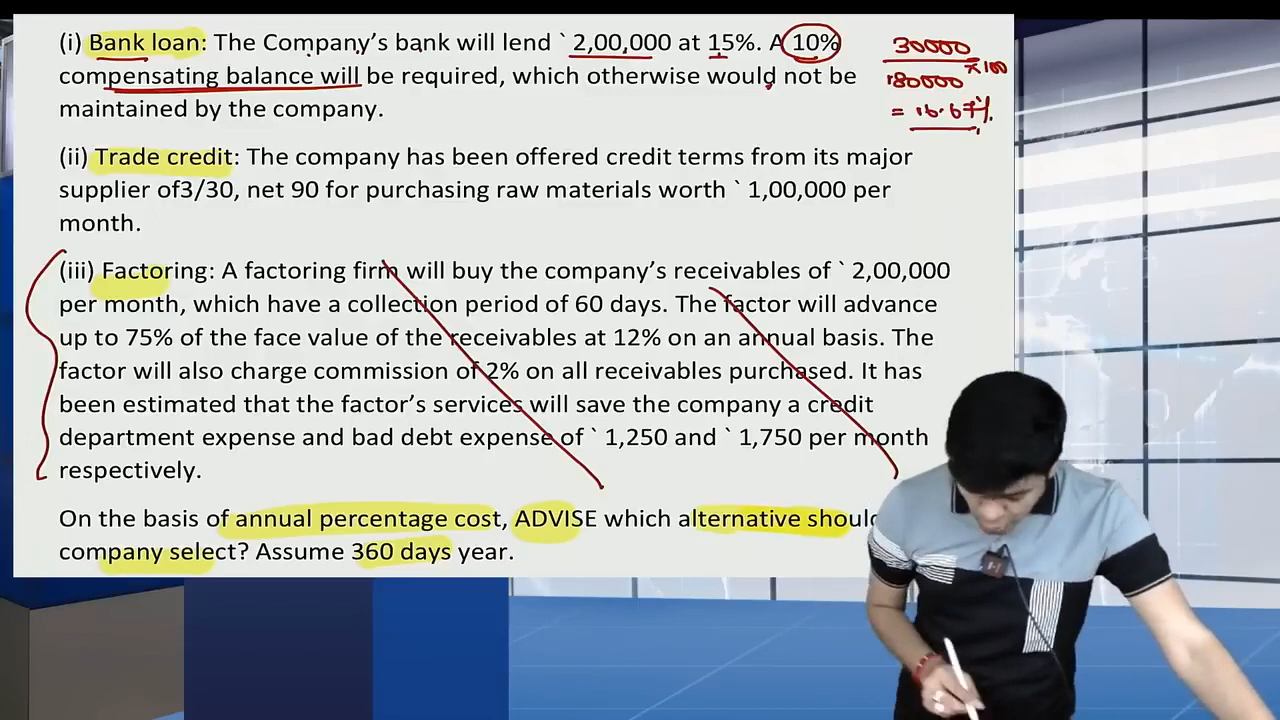 (i) Bank loan: The Company's bank will lend ` 2,00,000 at 15%. A 10%
compensating balance will be required, which otherwise would not be
maintained by the company.
30000
180000 ×100
= 16.67%
(ii) Trade credit: The company has been offered credit terms from its major
supplier of3/30, net 90 for purchasing raw materials worth ` 1,00,000 per
month.
(iii) Factoring: A factoring firm will buy the company's receivables of ` 2,00,000
per month, which have a collection period of 60 days. The factor will advance
up to 75% of the face value of the receivables at 12% on an annual basis. The
factor will also charge commission of 2% on all receivables purchased. It has
been estimated that the factor's services will save the company a credit
department expense and bad debt expense of ` 1,250 and ` 1,750 per month
respectively.
On the basis of annual percentage cost, ADVISE which alternative shoul
company select? Assume 360 days year.